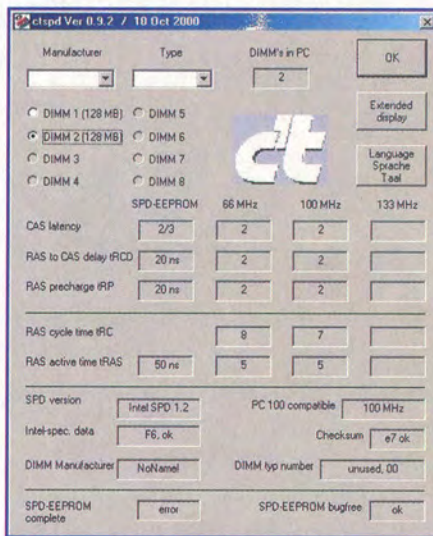 ctspd Ver 0.9.2 / 10 Oct 2000
Manufacturer Type DIMM's in PC OK
2
DIMM 1 (128 MB) DIMM 5 Extended display
DIMM 2 (128 MB) DIMM 6
DIMM 3 DIMM 7 Language Sprache Taal
DIMM 4 DIMM 8
c't
SPD-EEPROM 66 MHz 100 MHz 133 MHz
CAS latency 2/3 2 2
RAS to CAS delay tRCD 20 ns 2 2
RAS precharge tRP 20 ns 2 2
RAS cycle time tRC 8 7
RAS active time tRAS 50 ns 5 5
SPD version Intel SPD 1.2 PC 100 compatible 100 MHz
Intel-spec. data F6, ok Checksum e7 ok
DIMM Manufacturer NoName! DIMM typ number unused, 00
SPD-EEPROM complete error SPD-EEPROM bugfree ok